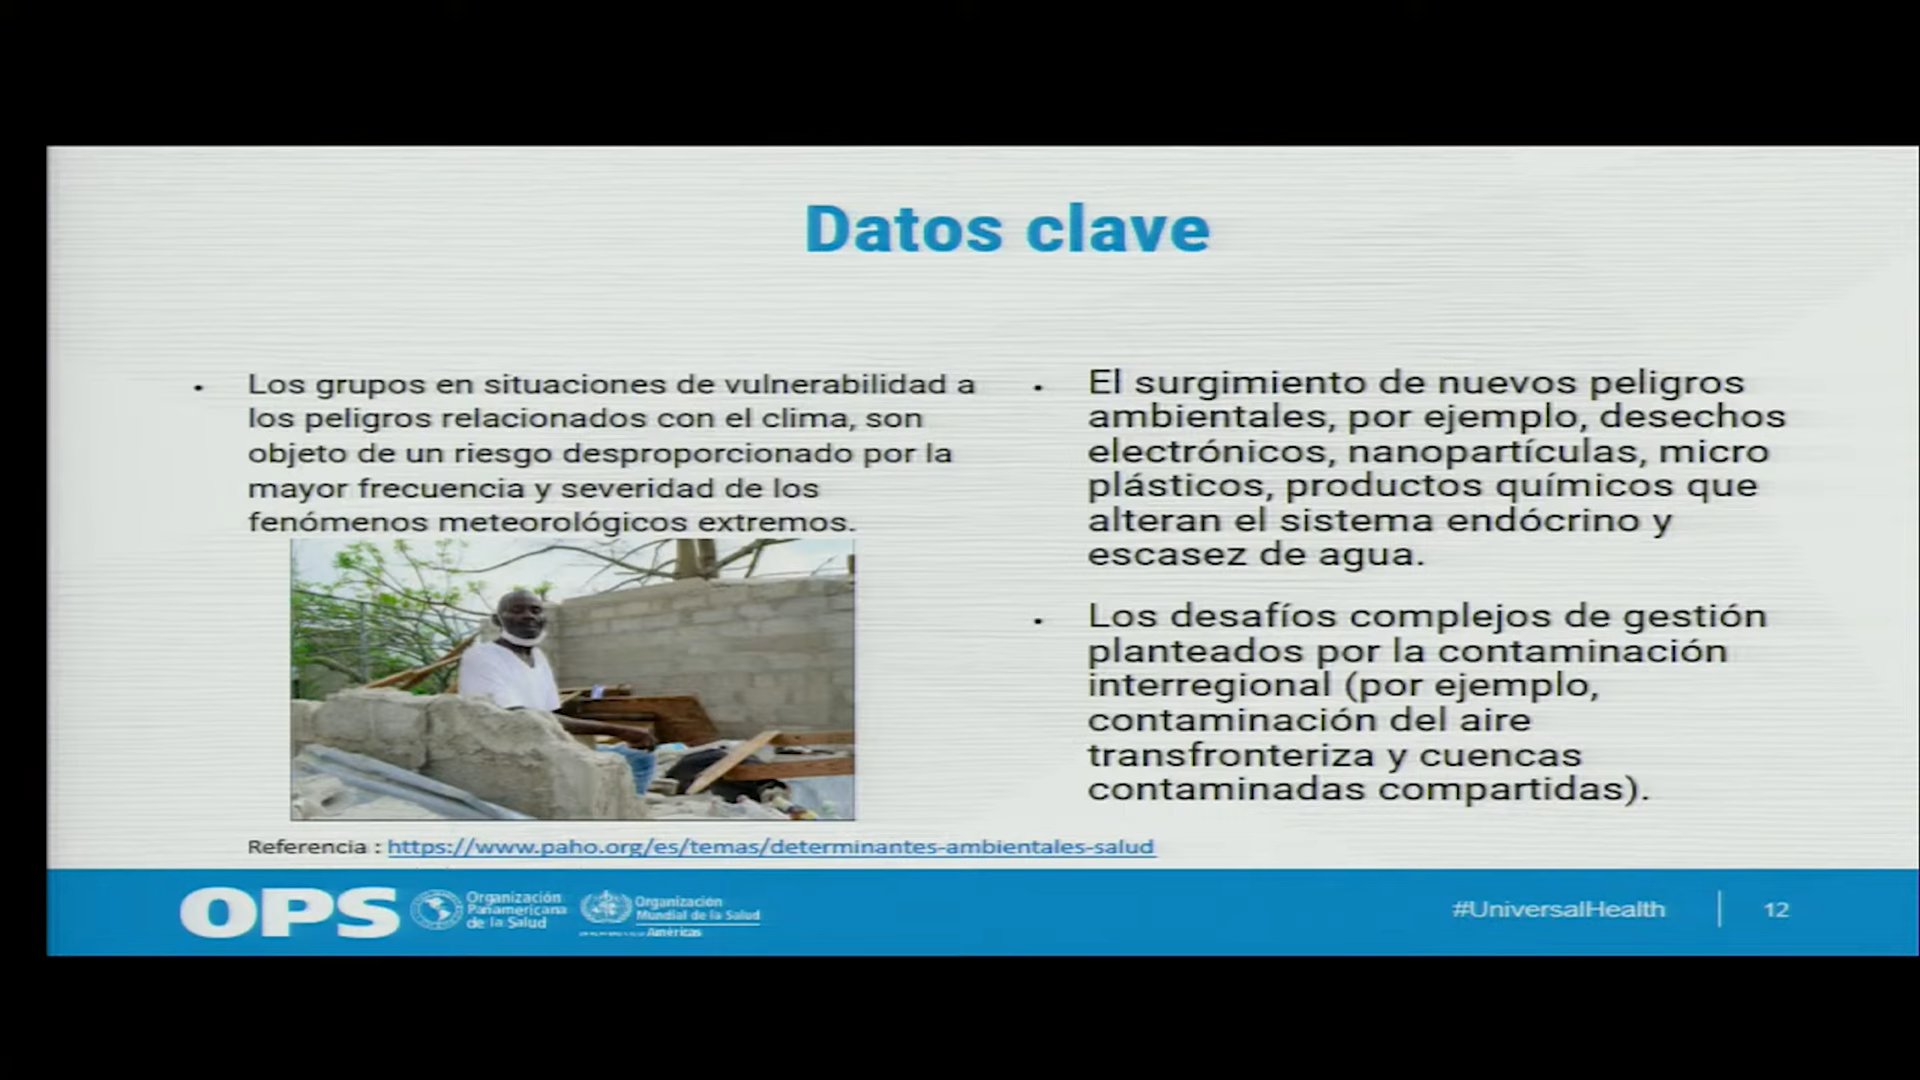 Datos clave
Los grupos en situaciones de vulnerabilidad a
los peligros relacionados con el clima, son
objeto de un riesgo desproporcionado por la
mayor frecuencia y severidad de los
fenómenos meteorológicos extremos.
El surgimiento de nuevos peligros
ambientales, por ejemplo, desechos
electrónicos, nanopartículas, micro
plásticos, productos químicos que
alteran el sistema endócrino y
escasez de agua.
Los desafíos complejos de gestión
planteados por la contaminación
interregional (por ejemplo,
contaminación del aire
transfronteriza y cuencas
contaminadas compartidas).
Referencia : https://www.paho.org/es/temas/determinantes-ambientales-salud
OPS
Organización
Panamericana
de la Salud
Organización
Mundial de la Salud
Américas
#UniversalHealth
12